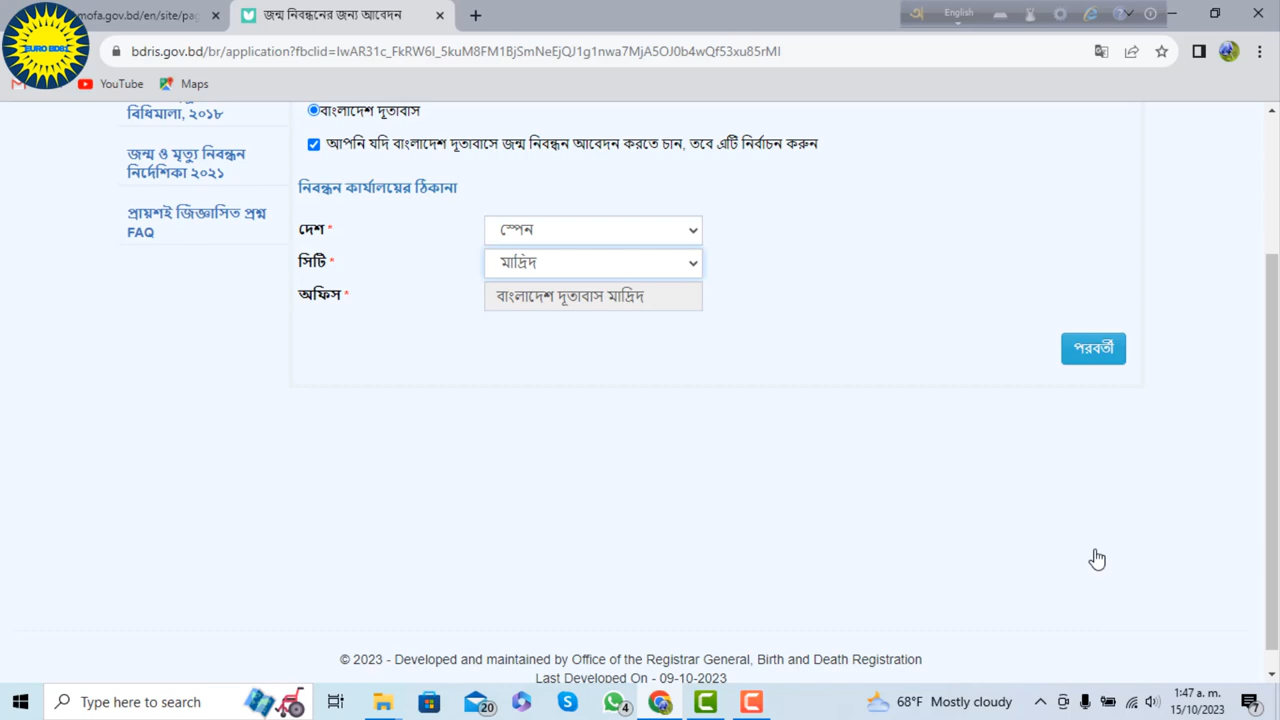 mofa.gov.bd/en/site/pag
জন্ম নিবন্ধনের জন্য আবেদন
English
EURO BD81
bdris.gov.bd/br/application?fbclid=IwAR31c_FkRW6I_5kuM8FM1BjSmNeEjQJ1g1nwa7MjA5OJ0b4wQf53xu85rMI
YouTube
Maps
বিধিমালা, ২০১৮
জন্ম ও মৃত্যু নিবন্ধন
নির্দেশিকা ২০২১
প্রায়শই জিজ্ঞাসিত প্রশ্ন
FAQ
বাংলাদেশ দূতাবাস
আপনি যদি বাংলাদেশ দূতাবাসে জন্ম নিবন্ধন আবেদন করতে চান, তবে এটি নির্বাচন করুন
নিবন্ধন কার্যালয়ের ঠিকানা
দেশ * স্পেন
সিটি * মাদ্রিদ
অফিস * বাংলাদেশ দূতাবাস মাদ্রিদ
পরবর্তী
© 2023 - Developed and maintained by Office of the Registrar General, Birth and Death Registration
Last Developed On - 09-10-2023
Type here to search
20
4
68°F Mostly cloudy
1:47 a. m.
15/10/2023
7